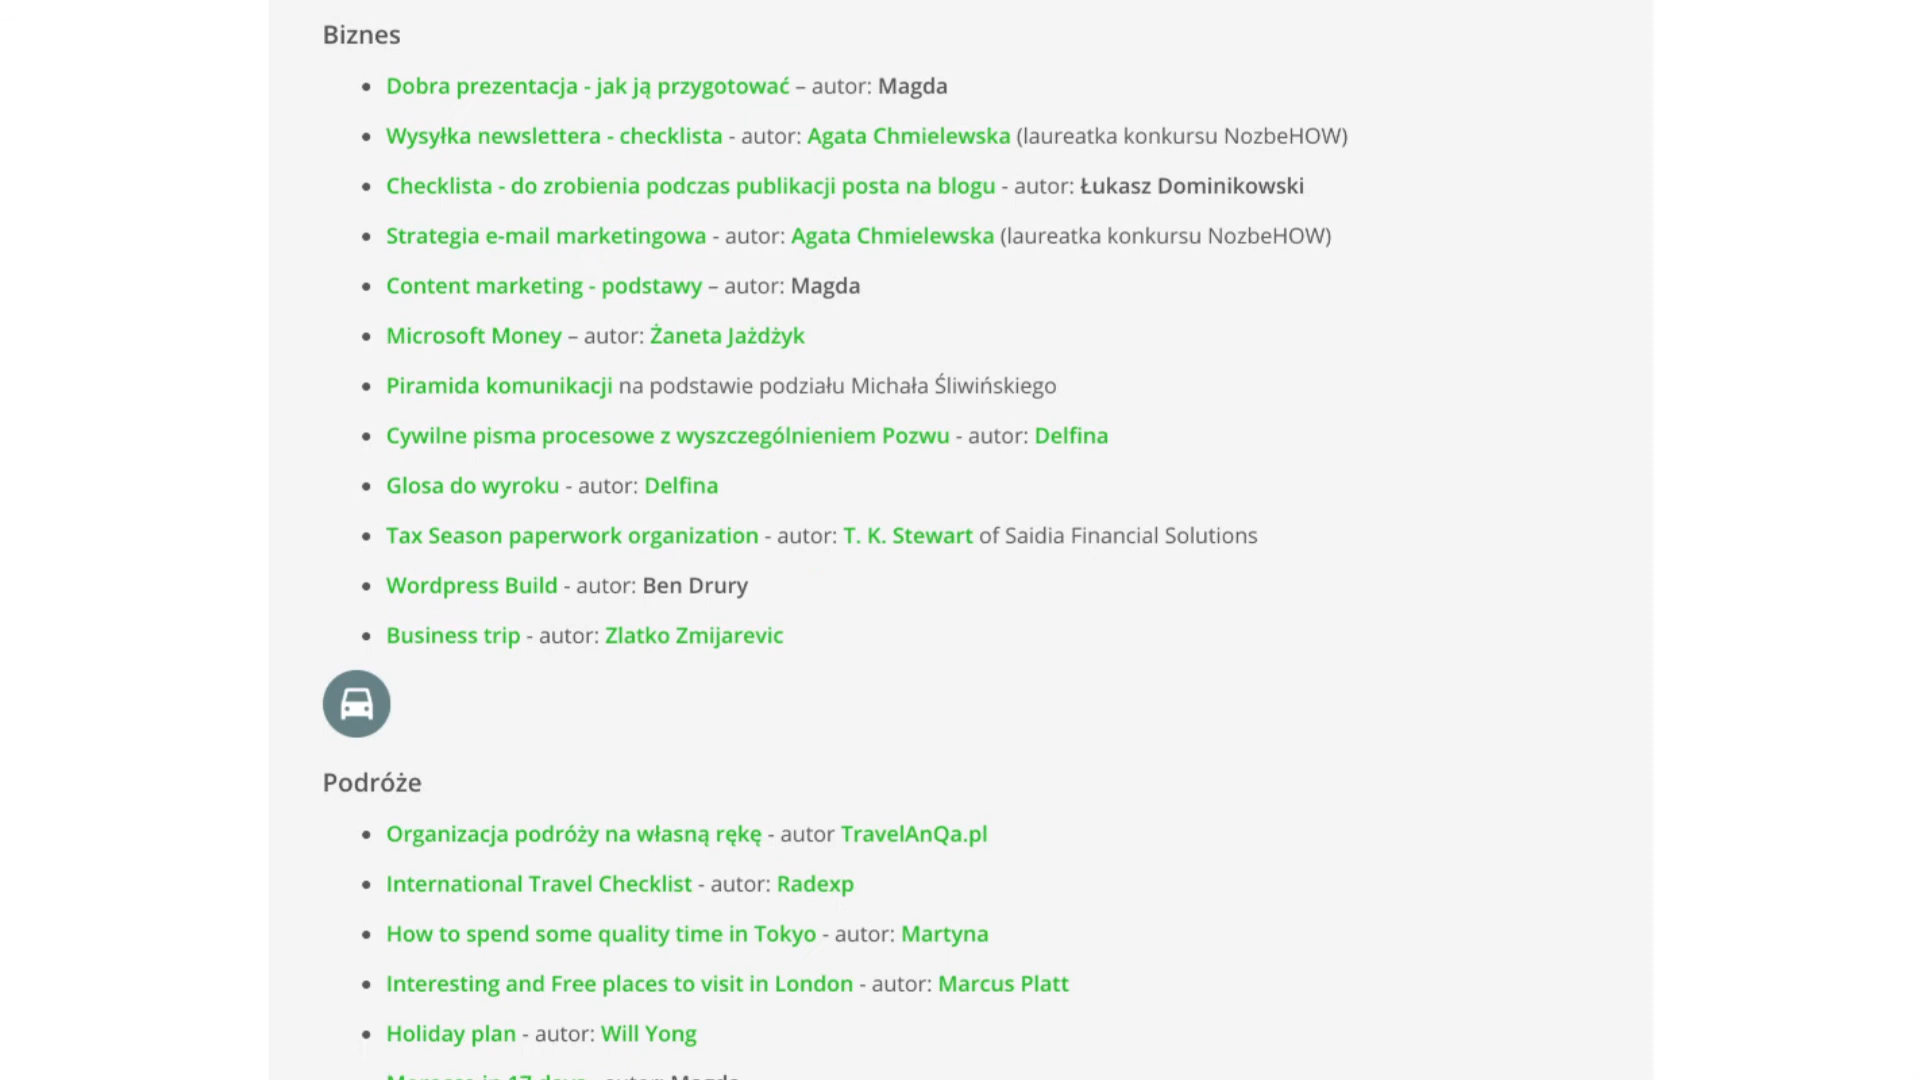 Biznes
Dobra prezentacja - jak ją przygotować – autor: Magda
Wysyłka newslettera - checklista - autor: Agata Chmielewska (laureatka konkursu NozbeHOW)
Checklista - do zrobienia podczas publikacji posta na blogu - autor: Łukasz Dominikowski
Strategia e-mail marketingowa - autor: Agata Chmielewska (laureatka konkursu NozbeHOW)
Content marketing - podstawy – autor: Magda
Microsoft Money – autor: Żaneta Jażdżyk
Piramida komunikacji na podstawie podziału Michała Śliwińskiego
Cywilne pisma procesowe z wyszczególnieniem Pozwu - autor: Delfina
Glosa do wyroku - autor: Delfina
Tax Season paperwork organization - autor: T. K. Stewart of Saidia Financial Solutions
Wordpress Build - autor: Ben Drury
Business trip - autor: Zlatko Zmijarevic
Podróże
Organizacja podróży na własną rękę - autor TravelAnQa.pl
International Travel Checklist - autor: Radexp
How to spend some quality time in Tokyo - autor: Martyna
Interesting and Free places to visit in London - autor: Marcus Platt
Holiday plan - autor: Will Yong
Morocco in 17 days - autor: Magda